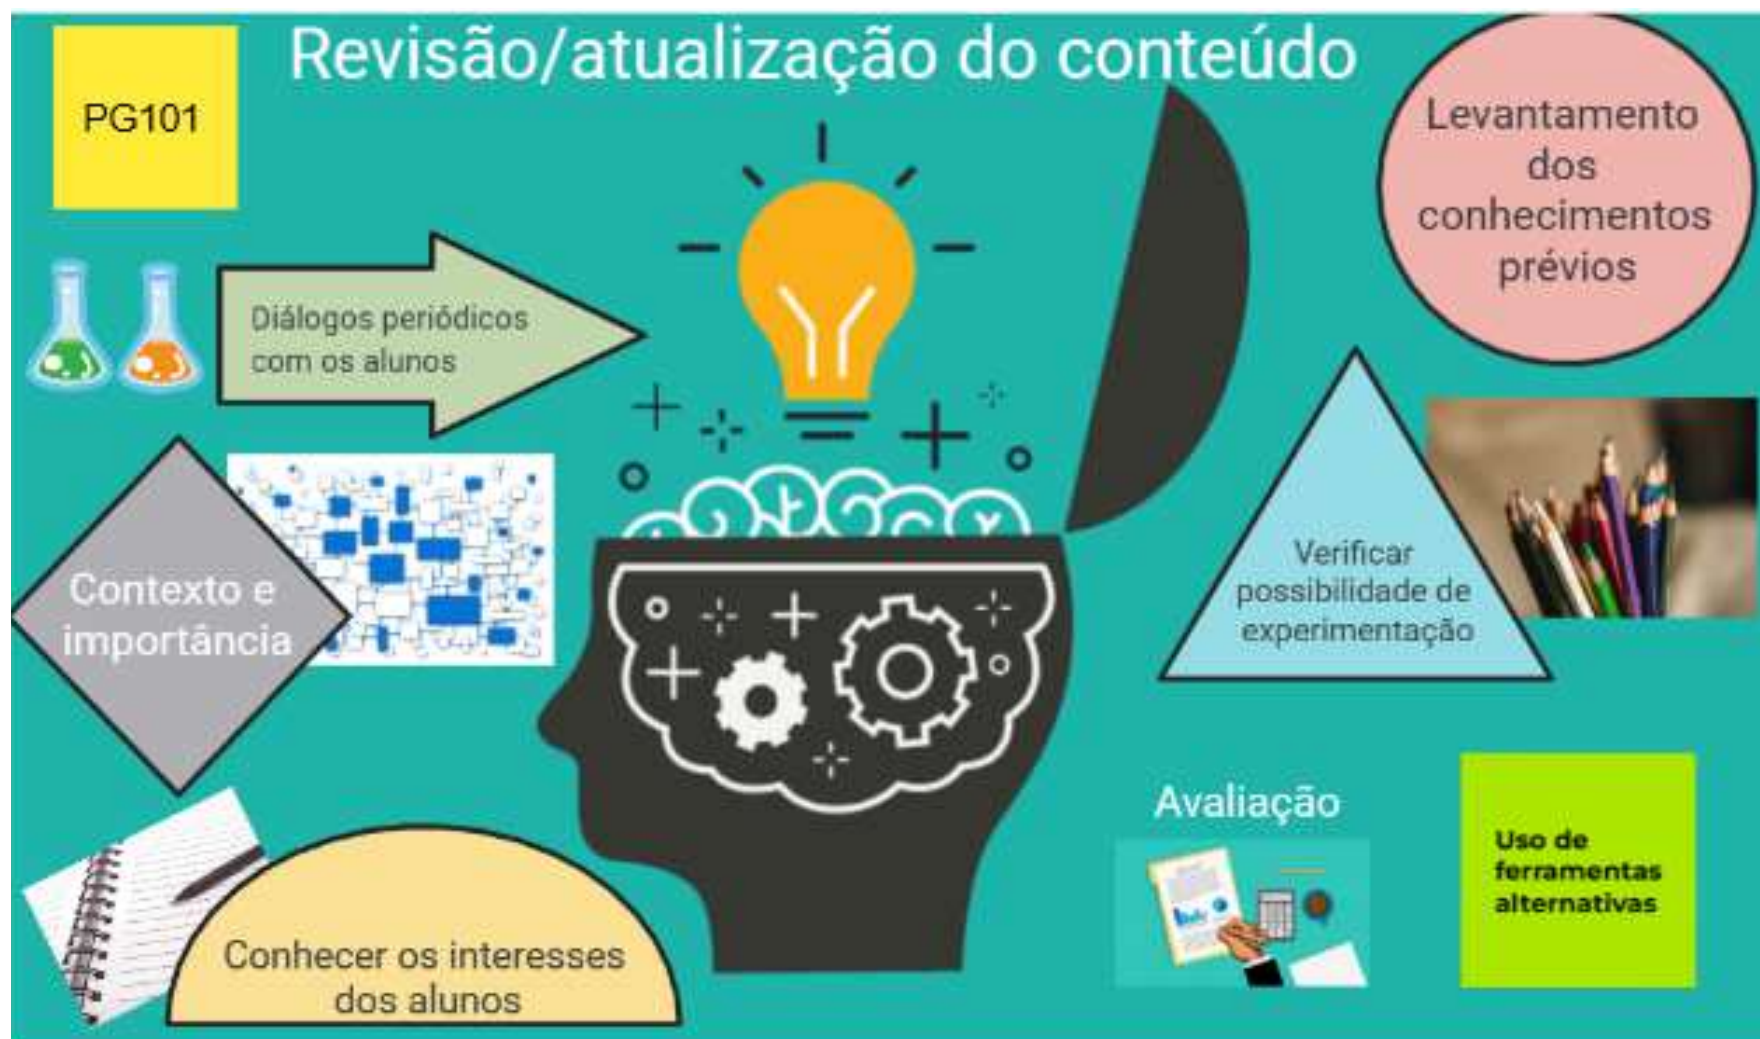 Revisão/atualização do conteúdo
PG101
Levantamento
dos
conhecimentos
prévios
Diálogos periódicos
com os alunos
Contexto e
importância
Verificar
possibilidade de
experimentação
Avaliação
Uso de
ferramentas
alternativas
Conhecer os interesses
dos alunos